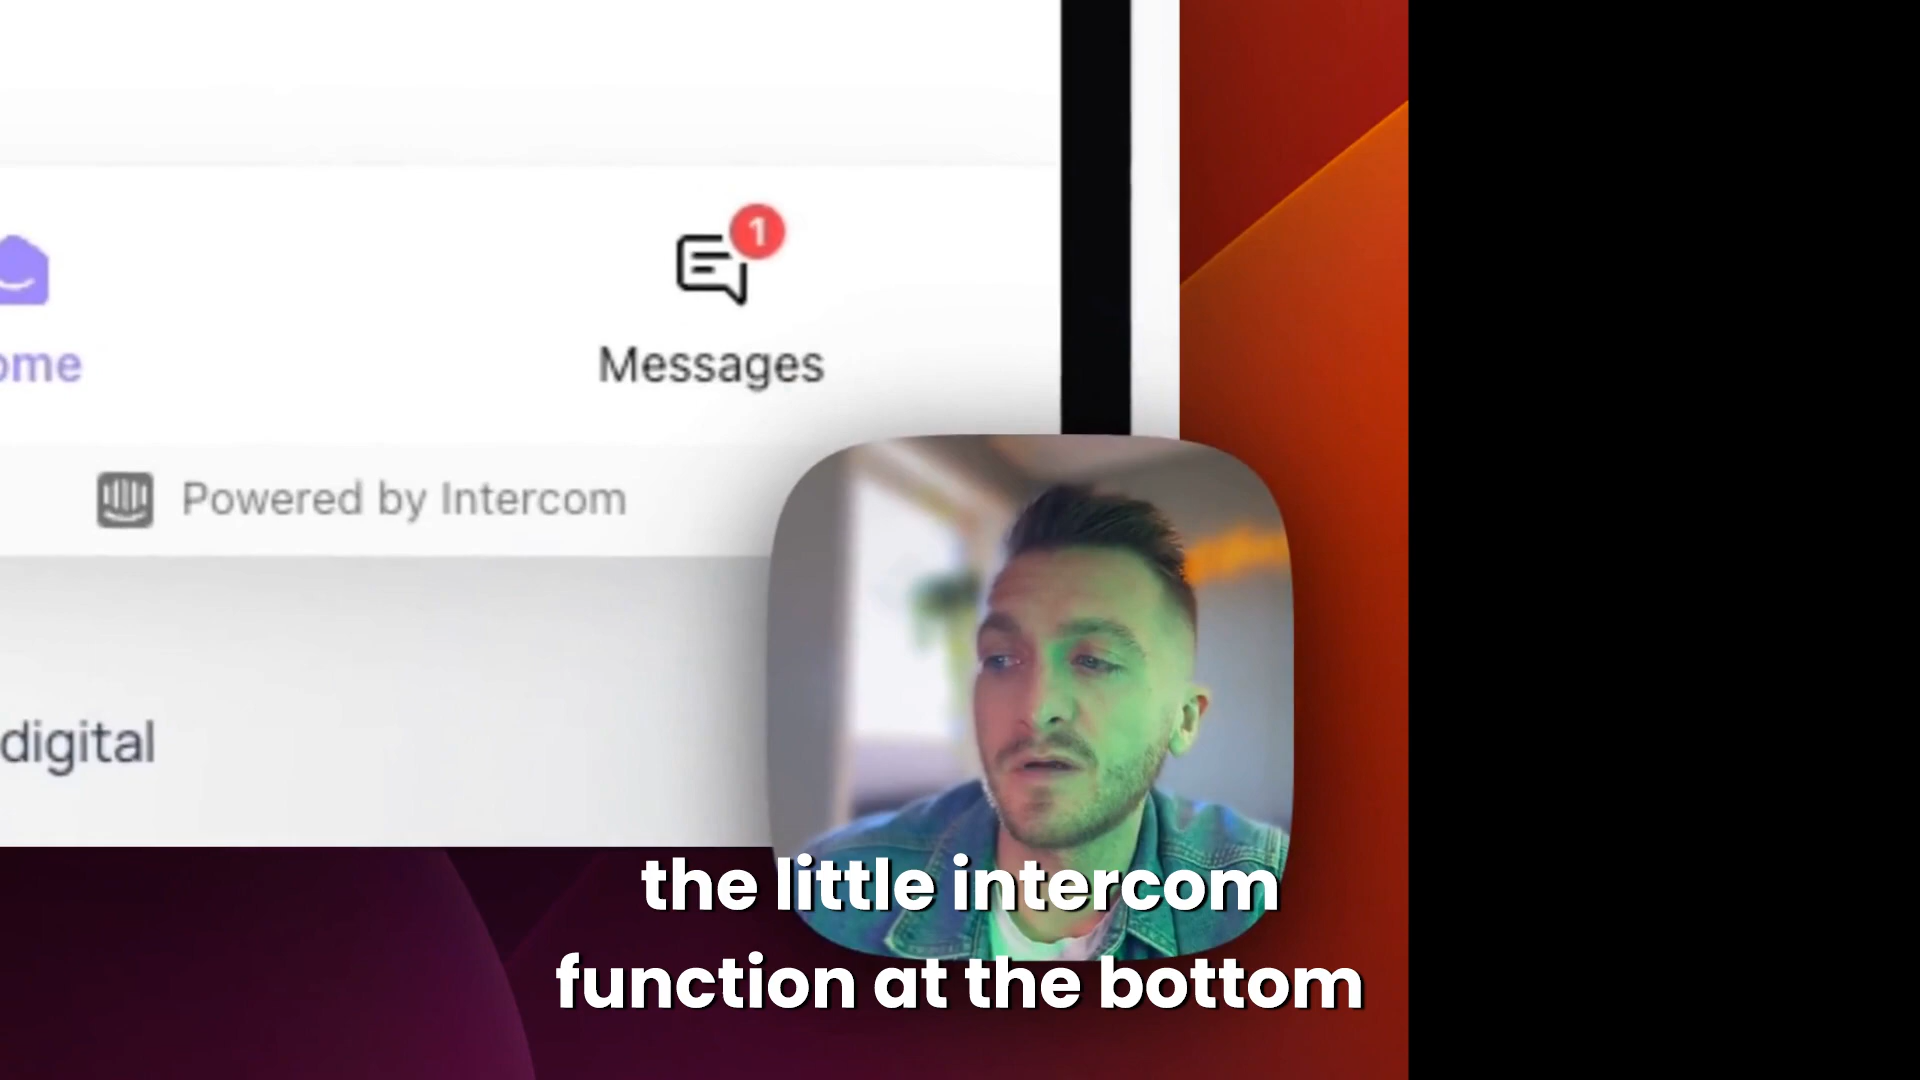 1
ome
Messages
Powered by Intercom
digital
the little intercom
function at the bottom